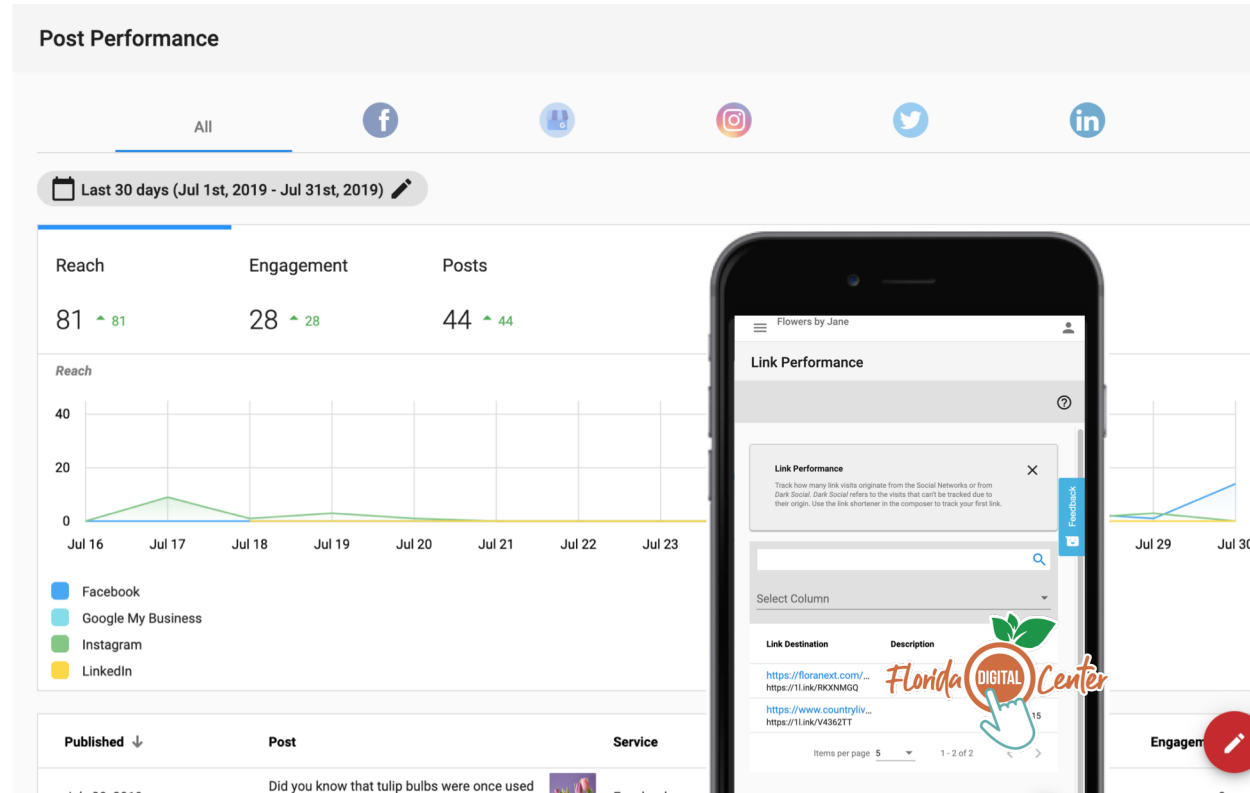 Post Performance
All
Last 30 days (Jul 1st, 2019 - Jul 31st, 2019)
Reach Engagement Posts
81 81 28 28 44 44
Reach
40
20
0
Jul 16 Jul 17 Jul 18 Jul 19 Jul 20 Jul 21 Jul 22 Jul 23 Jul 29 Jul 30
Facebook
Google My Business
Instagram
LinkedIn
Published Post Service
Did you know that tulip bulbs were once used
Flowers by Jane
Link Performance
Link Performance
Track how many link visits originate from the Social Networks or from
Dark Social. Dark Social refers to the visits that can't be tracked due to
their origin. Use the link shortener in the composer to track your first link.
Feedback
Select Column
Link Destination Description
https://floranext.com/...
https://1l.ink/RKXNMGQ
https://www.countryliv...
https://1l.ink/V4362TT
15
Items per page 5 1 - 2 of 2
Florida DIGITAL Center